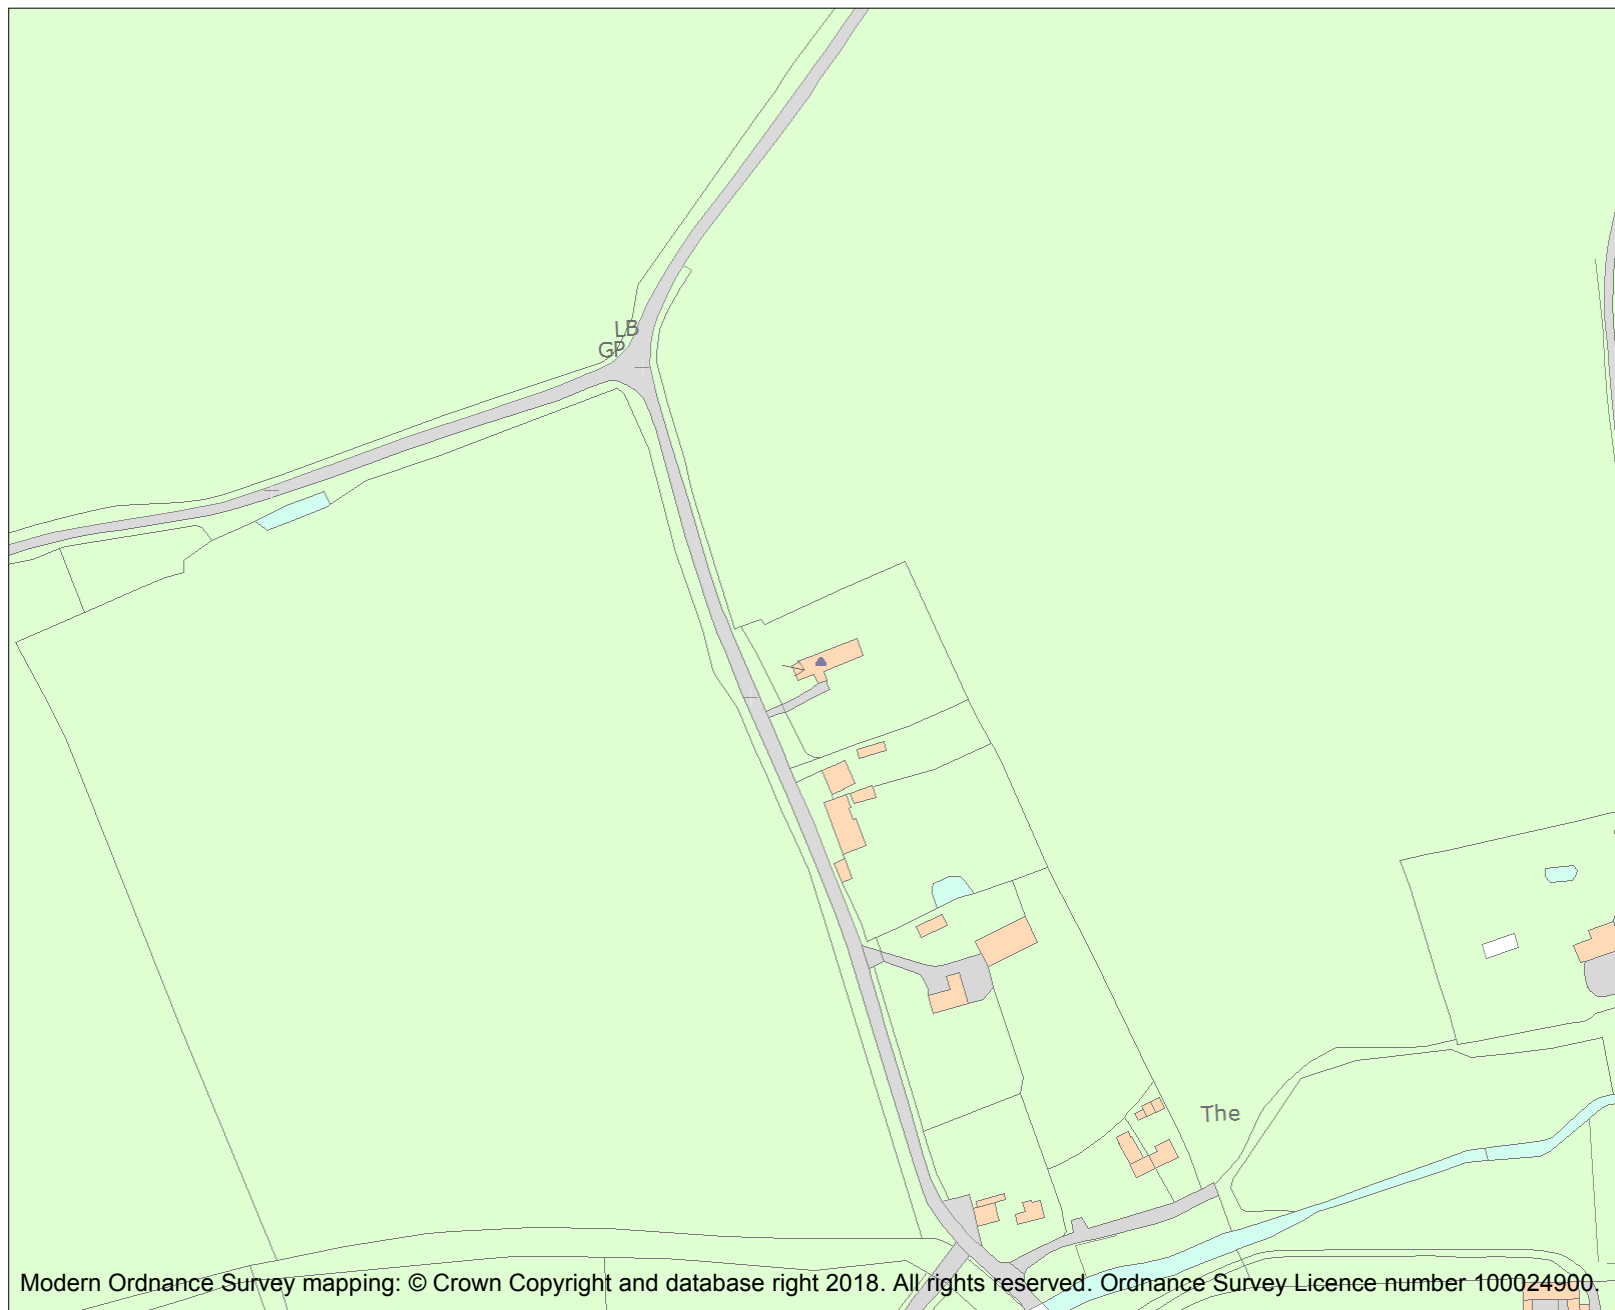 LB
GP
The
Modern Ordnance Survey mapping: © Crown Copyright and database right 2018. All rights reserved. Ordnance Survey Licence number 100024900.